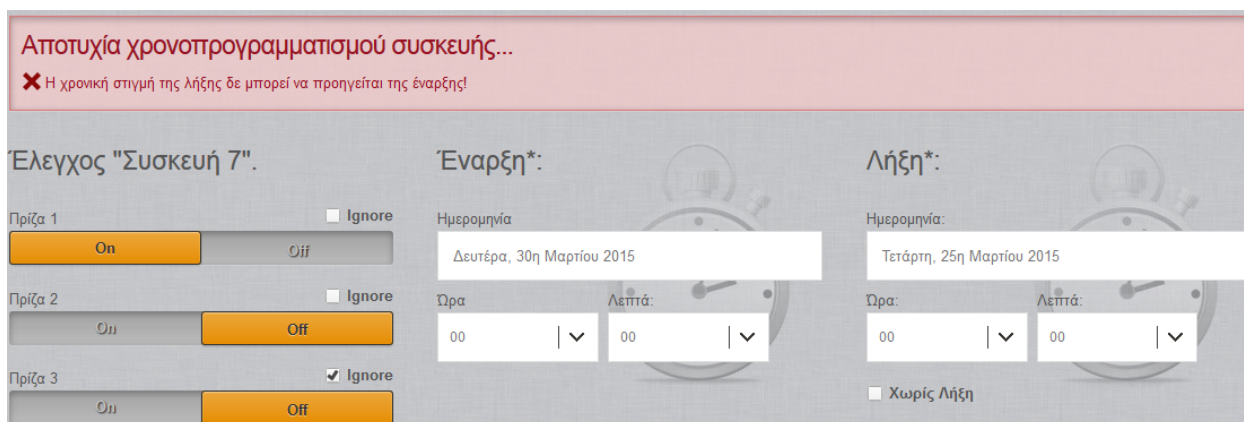 Αποτυχία χρονοπρογραμματισμού συσκευής...
Η χρονική στιγμή της λήξης δε μπορεί να προηγείται της έναρξης!
Έλεγχος "Συσκευή 7".
Πρίζα 1 Ignore
On Off
Πρίζα 2 Ignore
On Off
Πρίζα 3 Ignore
On Off
Έναρξη*:
Ημερομηνία
Δευτέρα, 30η Μαρτίου 2015
Ώρα Λεπτά:
00 00
Λήξη*:
Ημερομηνία:
Τετάρτη, 25η Μαρτίου 2015
Ώρα: Λεπτά:
00 00
Χωρίς Λήξη